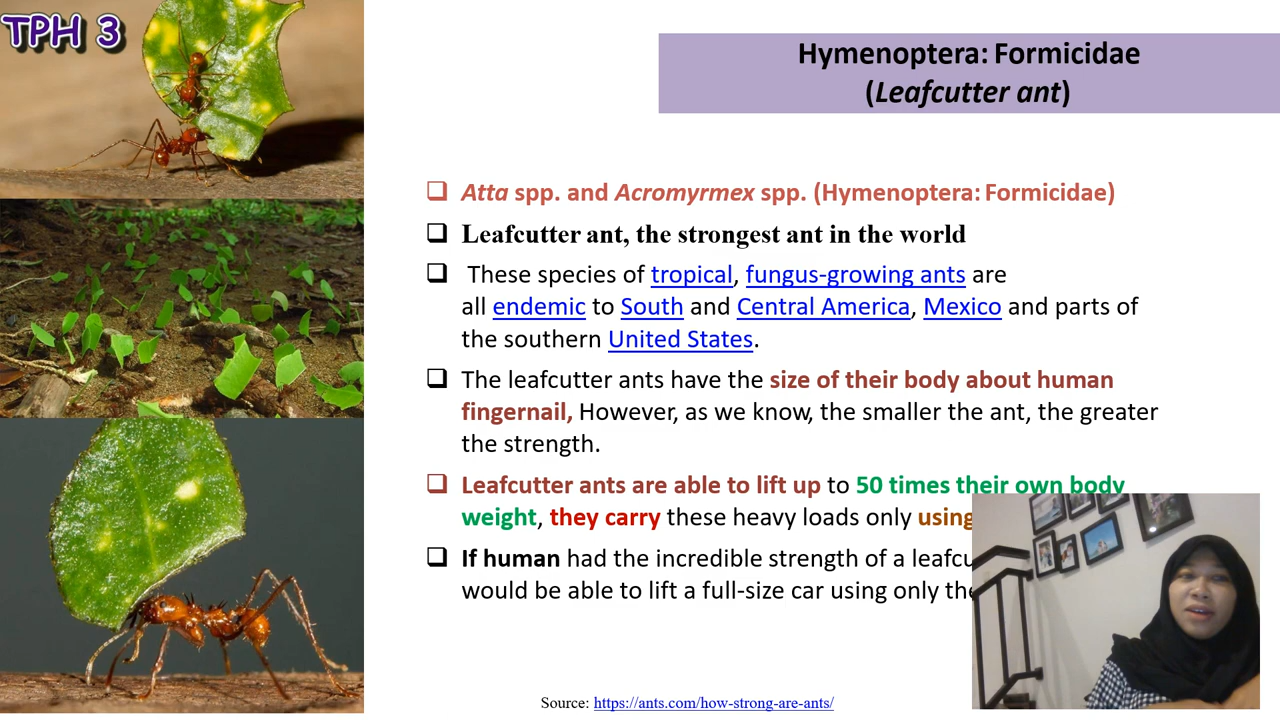 TPH 3
Hymenoptera: Formicidae
(Leafcutter ant)
❑ Atta spp. and Acromyrmex spp. (Hymenoptera: Formicidae)
❑ Leafcutter ant, the strongest ant in the world
❑ These species of tropical, fungus-growing ants are
all endemic to South and Central America, Mexico and parts of
the southern United States.
❑ The leafcutter ants have the size of their body about human
fingernail, However, as we know, the smaller the ant, the greater
the strength.
❑ Leafcutter ants are able to lift up to 50 times their own body
weight, they carry these heavy loads only using
❑ If human had the incredible strength of a
would be able to lift a full-size car using only
Source: https://ants.com/how-strong-are-ants/